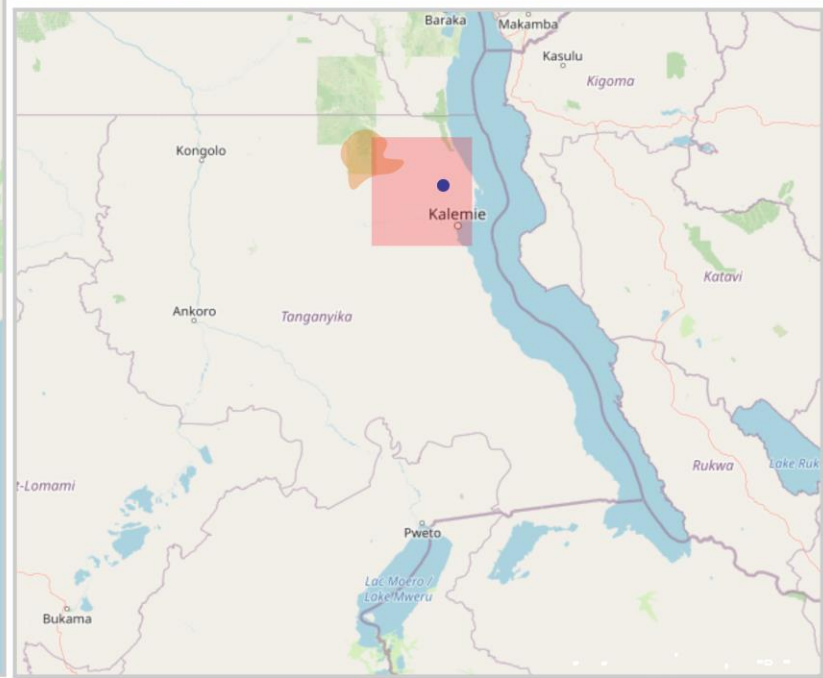 Baraka
Makamba
Kasulu
Kigoma
Kongolo
Kalemie
Katavi
Ankoro
Tanganyika
t-Lomami
Rukwa
Lake Ruk
Pweto
Lac Moero /
Lake Mweru
Bukama